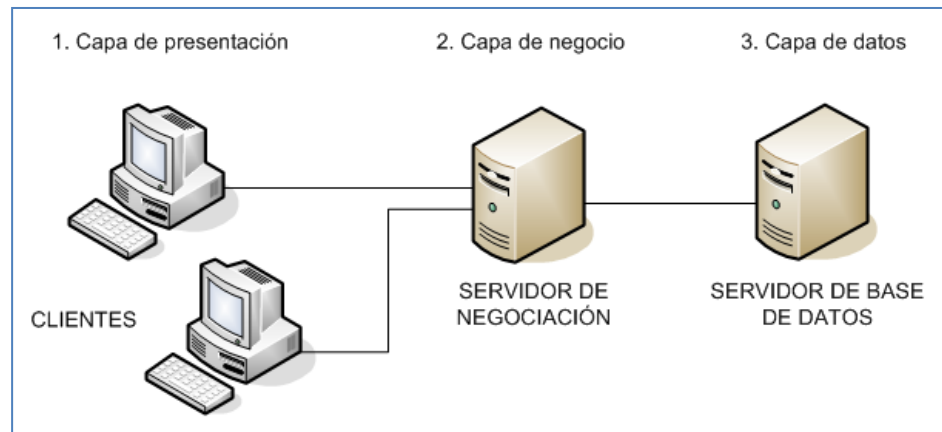 1. Capa de presentación
2. Capa de negocio
3. Capa de datos
CLIENTES
SERVIDOR DE
NEGOCIACIÓN
SERVIDOR DE BASE
DE DATOS